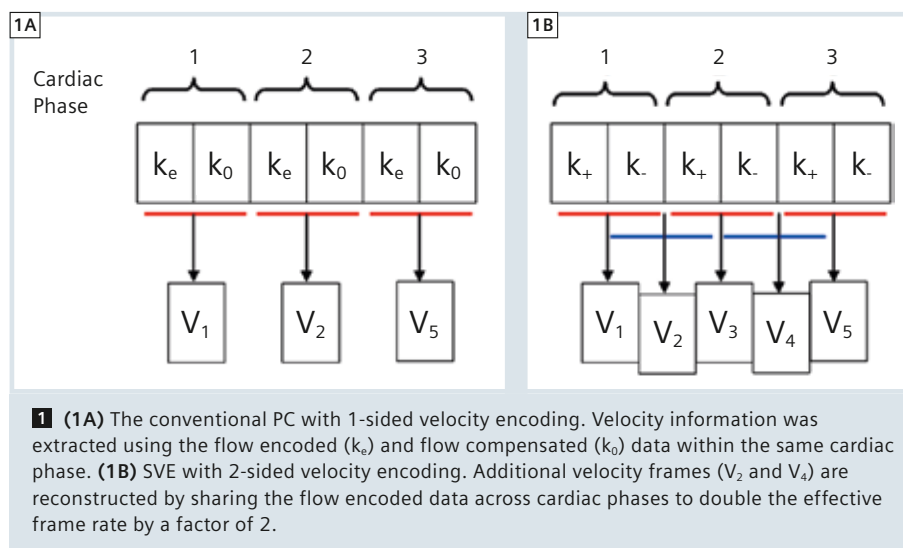 1A
1 2 3
Cardiac
Phase
kₑ k₀ kₑ k₀ kₑ k₀
V₁ V₂ V₅
1B
1 2 3
k₊ k₋ k₊ k₋ k₊ k₋
V₁ V₂ V₃ V₄ V₅
1 (1A) The conventional PC with 1-sided velocity encoding. Velocity information was
extracted using the flow encoded (kₑ) and flow compensated (k₀) data within the same cardiac
phase. (1B) SVE with 2-sided velocity encoding. Additional velocity frames (V₂ and V₄) are
reconstructed by sharing the flow encoded data across cardiac phases to double the effective
frame rate by a factor of 2.